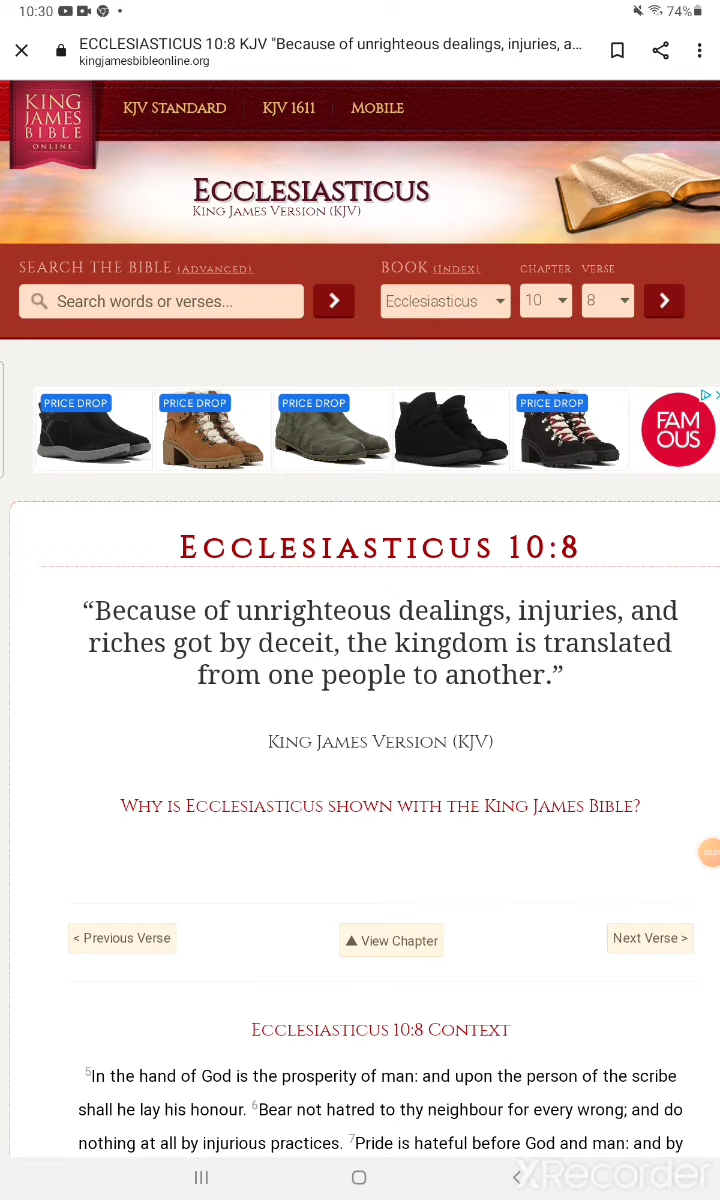 10:30
74%
ECCLESIASTICUS 10:8 KJV "Because of unrighteous dealings, injuries, a...
kingjamesbibleonline.org
KING
JAMES
BIBLE
ONLINE
KJV STANDARD KJV 1611 MOBILE
ECCLESIASTICUS
KING JAMES VERSION (KJV)
SEARCH THE BIBLE (ADVANCED) BOOK (INDEX) CHAPTER VERSE
Search words or verses... Ecclesiasticus 10 8
PRICE DROP PRICE DROP PRICE DROP PRICE DROP
FAM
OUS
ECCLESIASTICUS 10:8
“Because of unrighteous dealings, injuries, and
riches got by deceit, the kingdom is translated
from one people to another.”
KING JAMES VERSION (KJV)
WHY IS ECCLESIASTICUS SHOWN WITH THE KING JAMES BIBLE?
< Previous Verse ▲ View Chapter Next Verse >
ECCLESIASTICUS 10:8 CONTEXT
5In the hand of God is the prosperity of man: and upon the person of the scribe
shall he lay his honour. 6Bear not hatred to thy neighbour for every wrong; and do
nothing at all by injurious practices. 7Pride is hateful before God and man: and by
XRecorder